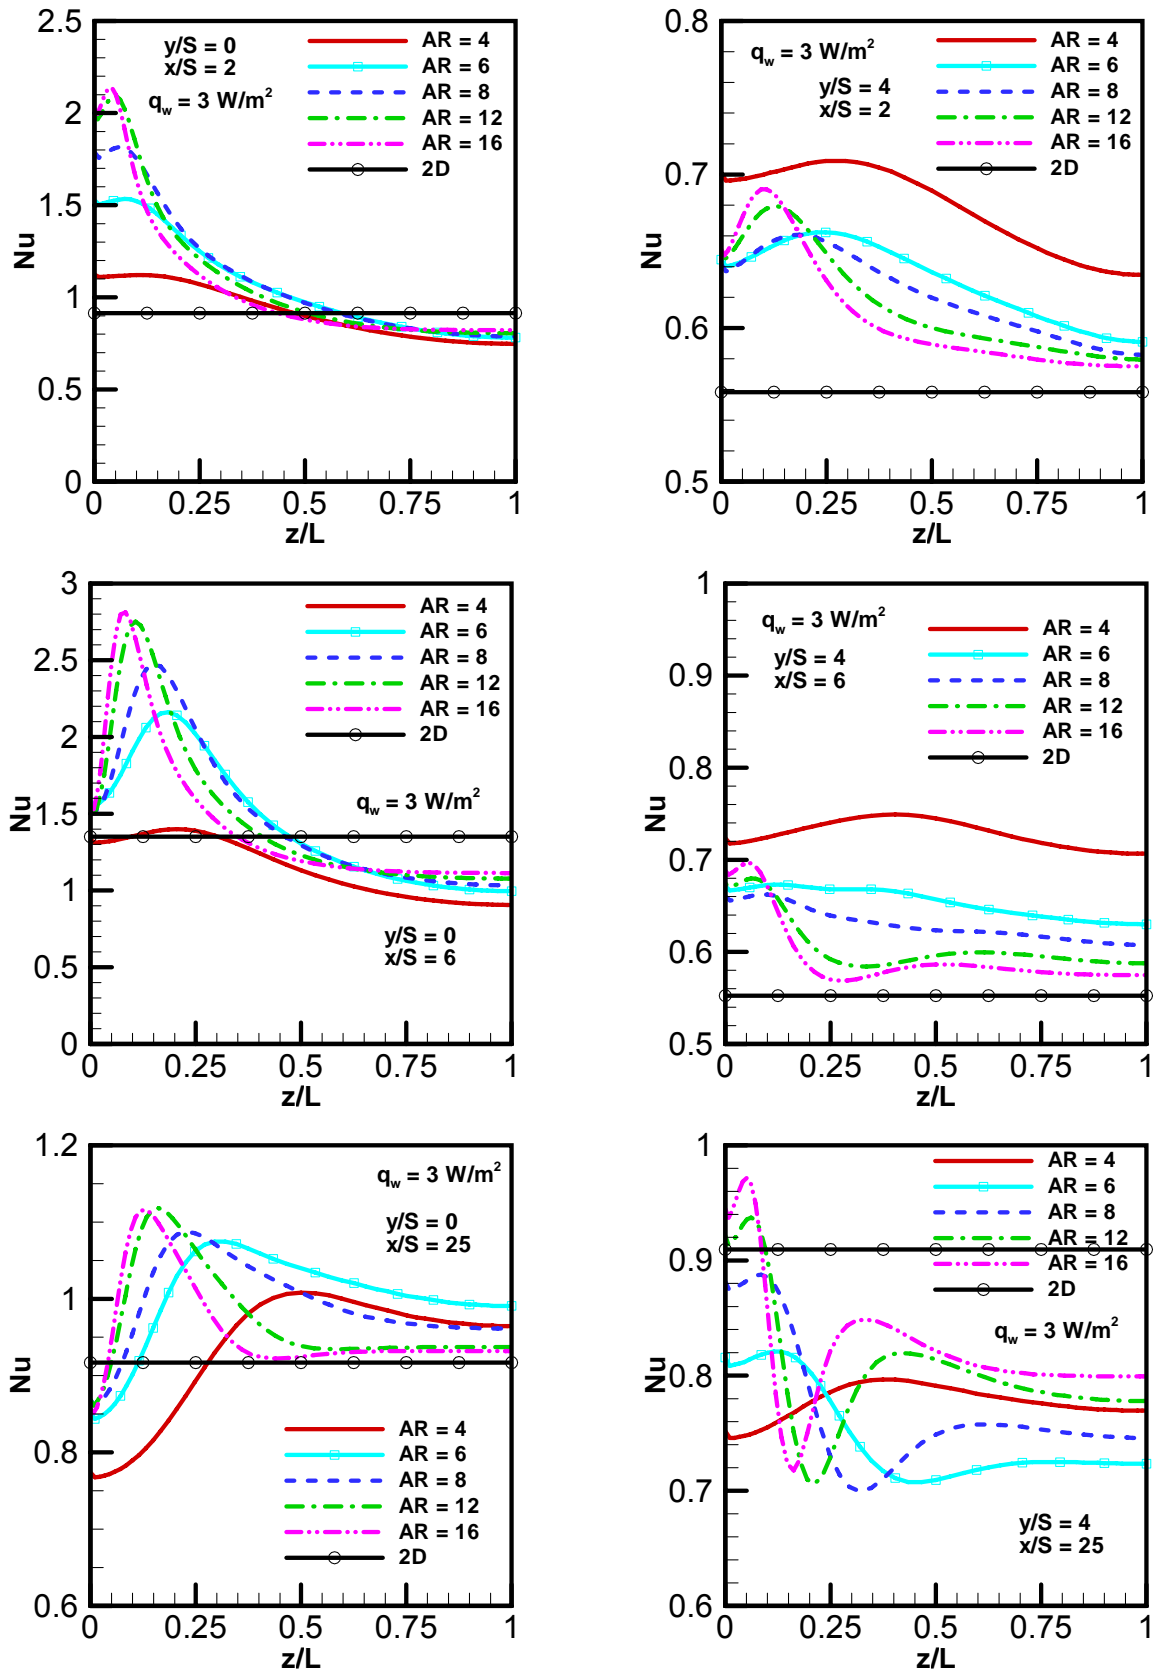 2.5
2
1.5
1
0.5
0
Nu
y/S = 0
x/S = 2
q_w = 3 W/m²
AR = 4
AR = 6
AR = 8
AR = 12
AR = 16
2D
0 0.25 0.5 0.75 1
z/L
0.8
0.7
0.6
0.5
Nu
q_w = 3 W/m²
y/S = 4
x/S = 2
AR = 4
AR = 6
AR = 8
AR = 12
AR = 16
2D
0 0.25 0.5 0.75 1
z/L
3
2.5
2
1.5
1
0.5
0
Nu
AR = 4
AR = 6
AR = 8
AR = 12
AR = 16
2D
q_w = 3 W/m²
y/S = 0
x/S = 6
0 0.25 0.5 0.75 1
z/L
1
0.9
0.8
0.7
0.6
0.5
Nu
q_w = 3 W/m²
y/S = 4
x/S = 6
AR = 4
AR = 6
AR = 8
AR = 12
AR = 16
2D
0 0.25 0.5 0.75 1
z/L
1.2
1
0.8
0.6
Nu
q_w = 3 W/m²
y/S = 0
x/S = 25
AR = 4
AR = 6
AR = 8
AR = 12
AR = 16
2D
0 0.25 0.5 0.75 1
z/L
1
0.9
0.8
0.7
0.6
Nu
AR = 4
AR = 6
AR = 8
AR = 12
AR = 16
2D
q_w = 3 W/m²
y/S = 4
x/S = 25
0 0.25 0.5 0.75 1
z/L